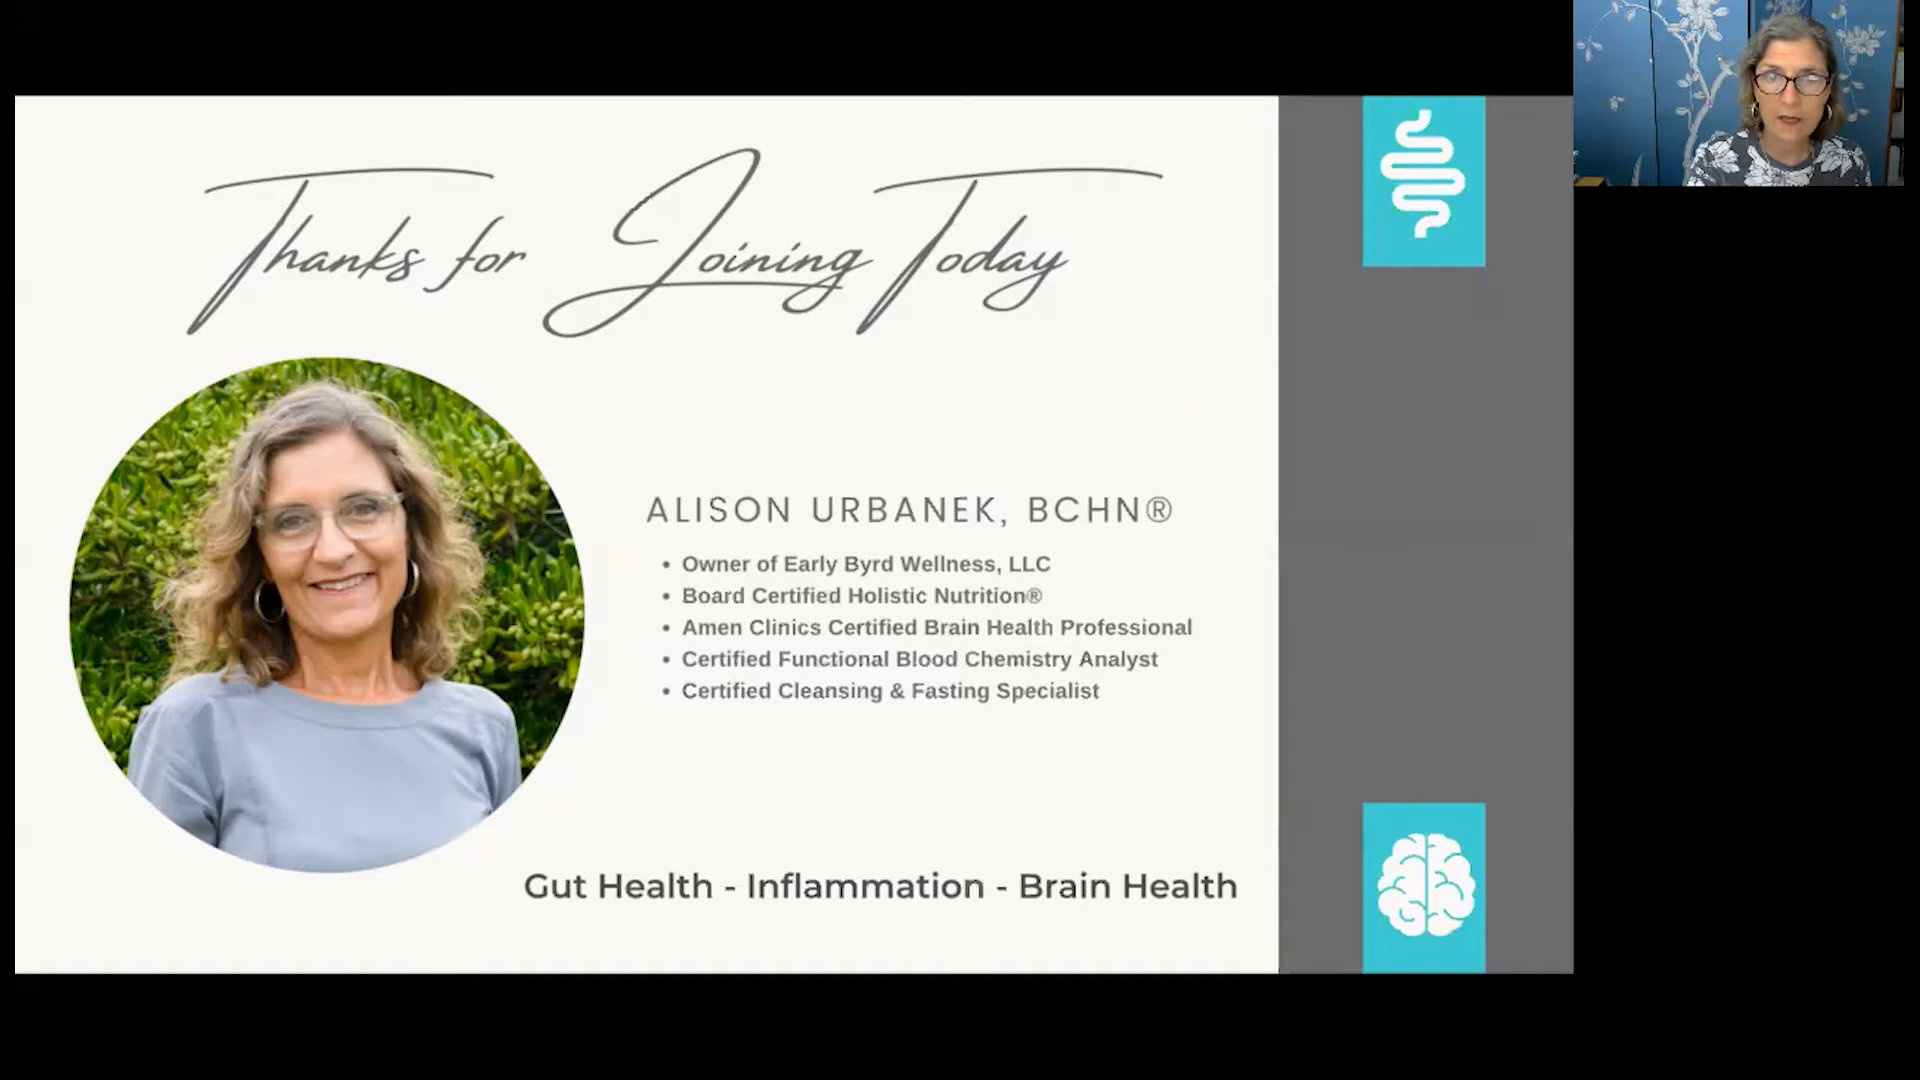 Thanks for Joining Today
ALISON URBANEK, BCHN®
• Owner of Early Byrd Wellness, LLC
• Board Certified Holistic Nutrition®
• Amen Clinics Certified Brain Health Professional
• Certified Functional Blood Chemistry Analyst
• Certified Cleansing & Fasting Specialist
Gut Health - Inflammation - Brain Health